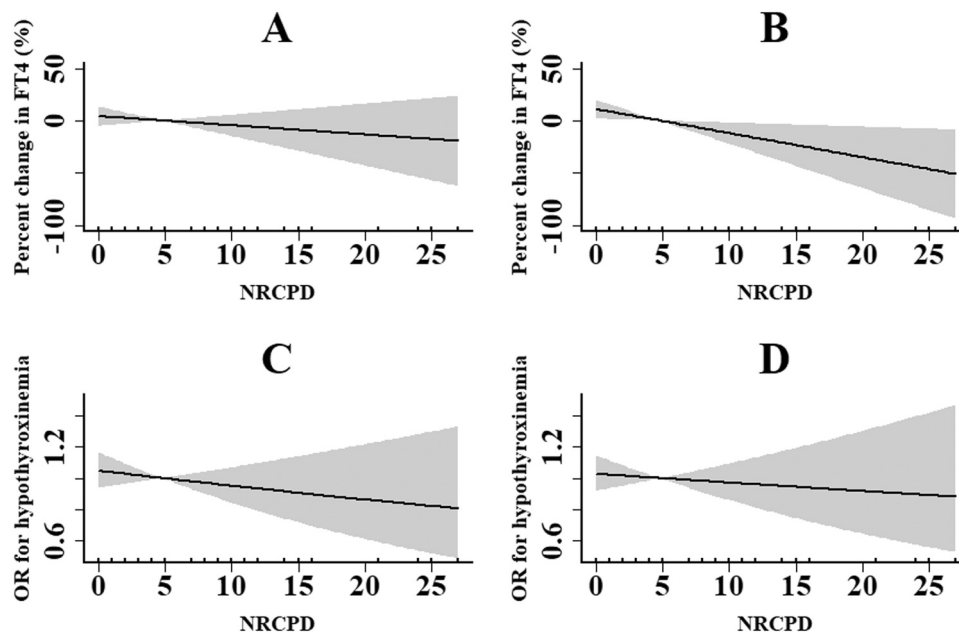 A
Percent change in FT4 (%)
50
0
-100
0 5 10 15 20 25
NRCPD
B
Percent change in FT4 (%)
50
0
-100
0 5 10 15 20 25
NRCPD
C
OR for hypothyroxinemia
1.2
0.6
0 5 10 15 20 25
NRCPD
D
OR for hypothyroxinemia
1.2
0.6
0 5 10 15 20 25
NRCPD